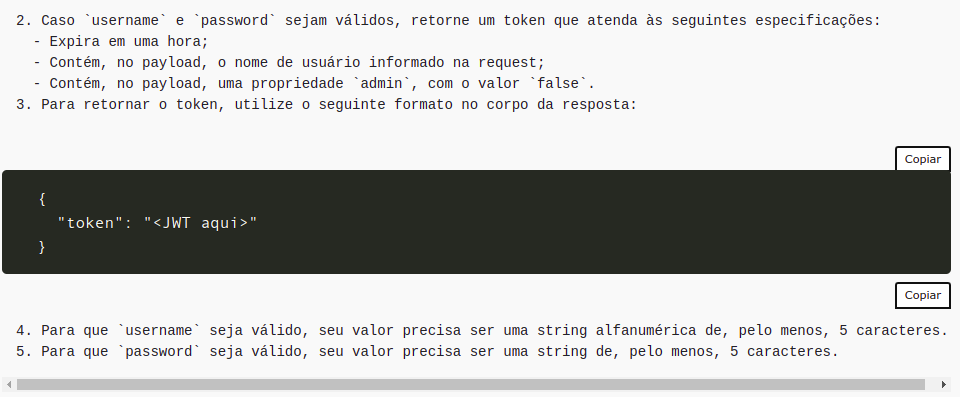 2. Caso `username` e `password` sejam válidos, retorne um token que atenda às seguintes especificações:
- Expira em uma hora;
- Contém, no payload, o nome de usuário informado na request;
- Contém, no payload, uma propriedade `admin`, com o valor `false`.
3. Para retornar o token, utilize o seguinte formato no corpo da resposta:
Copiar
{
"token": "<JWT aqui>"
}
Copiar
4. Para que `username` seja válido, seu valor precisa ser uma string alfanumérica de, pelo menos, 5 caracteres.
5. Para que `password` seja válido, seu valor precisa ser uma string de, pelo menos, 5 caracteres.